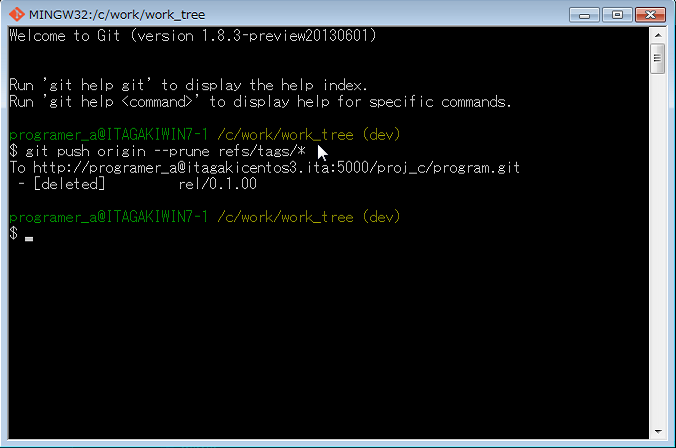 MINGW32:/c/work/work_tree
Welcome to Git (version 1.8.3-preview20130601)
Run 'git help git' to display the help index.
Run 'git help <command>' to display help for specific commands.
programer_a@ITAGAKIWIN7-1 /c/work/work_tree (dev)
$ git push origin --prune refs/tags/*
To http://programer_a@itagakicentos3.ita:5000/proj_c/program.git
 - [deleted]         rel/0.1.00
programer_a@ITAGAKIWIN7-1 /c/work/work_tree (dev)
$